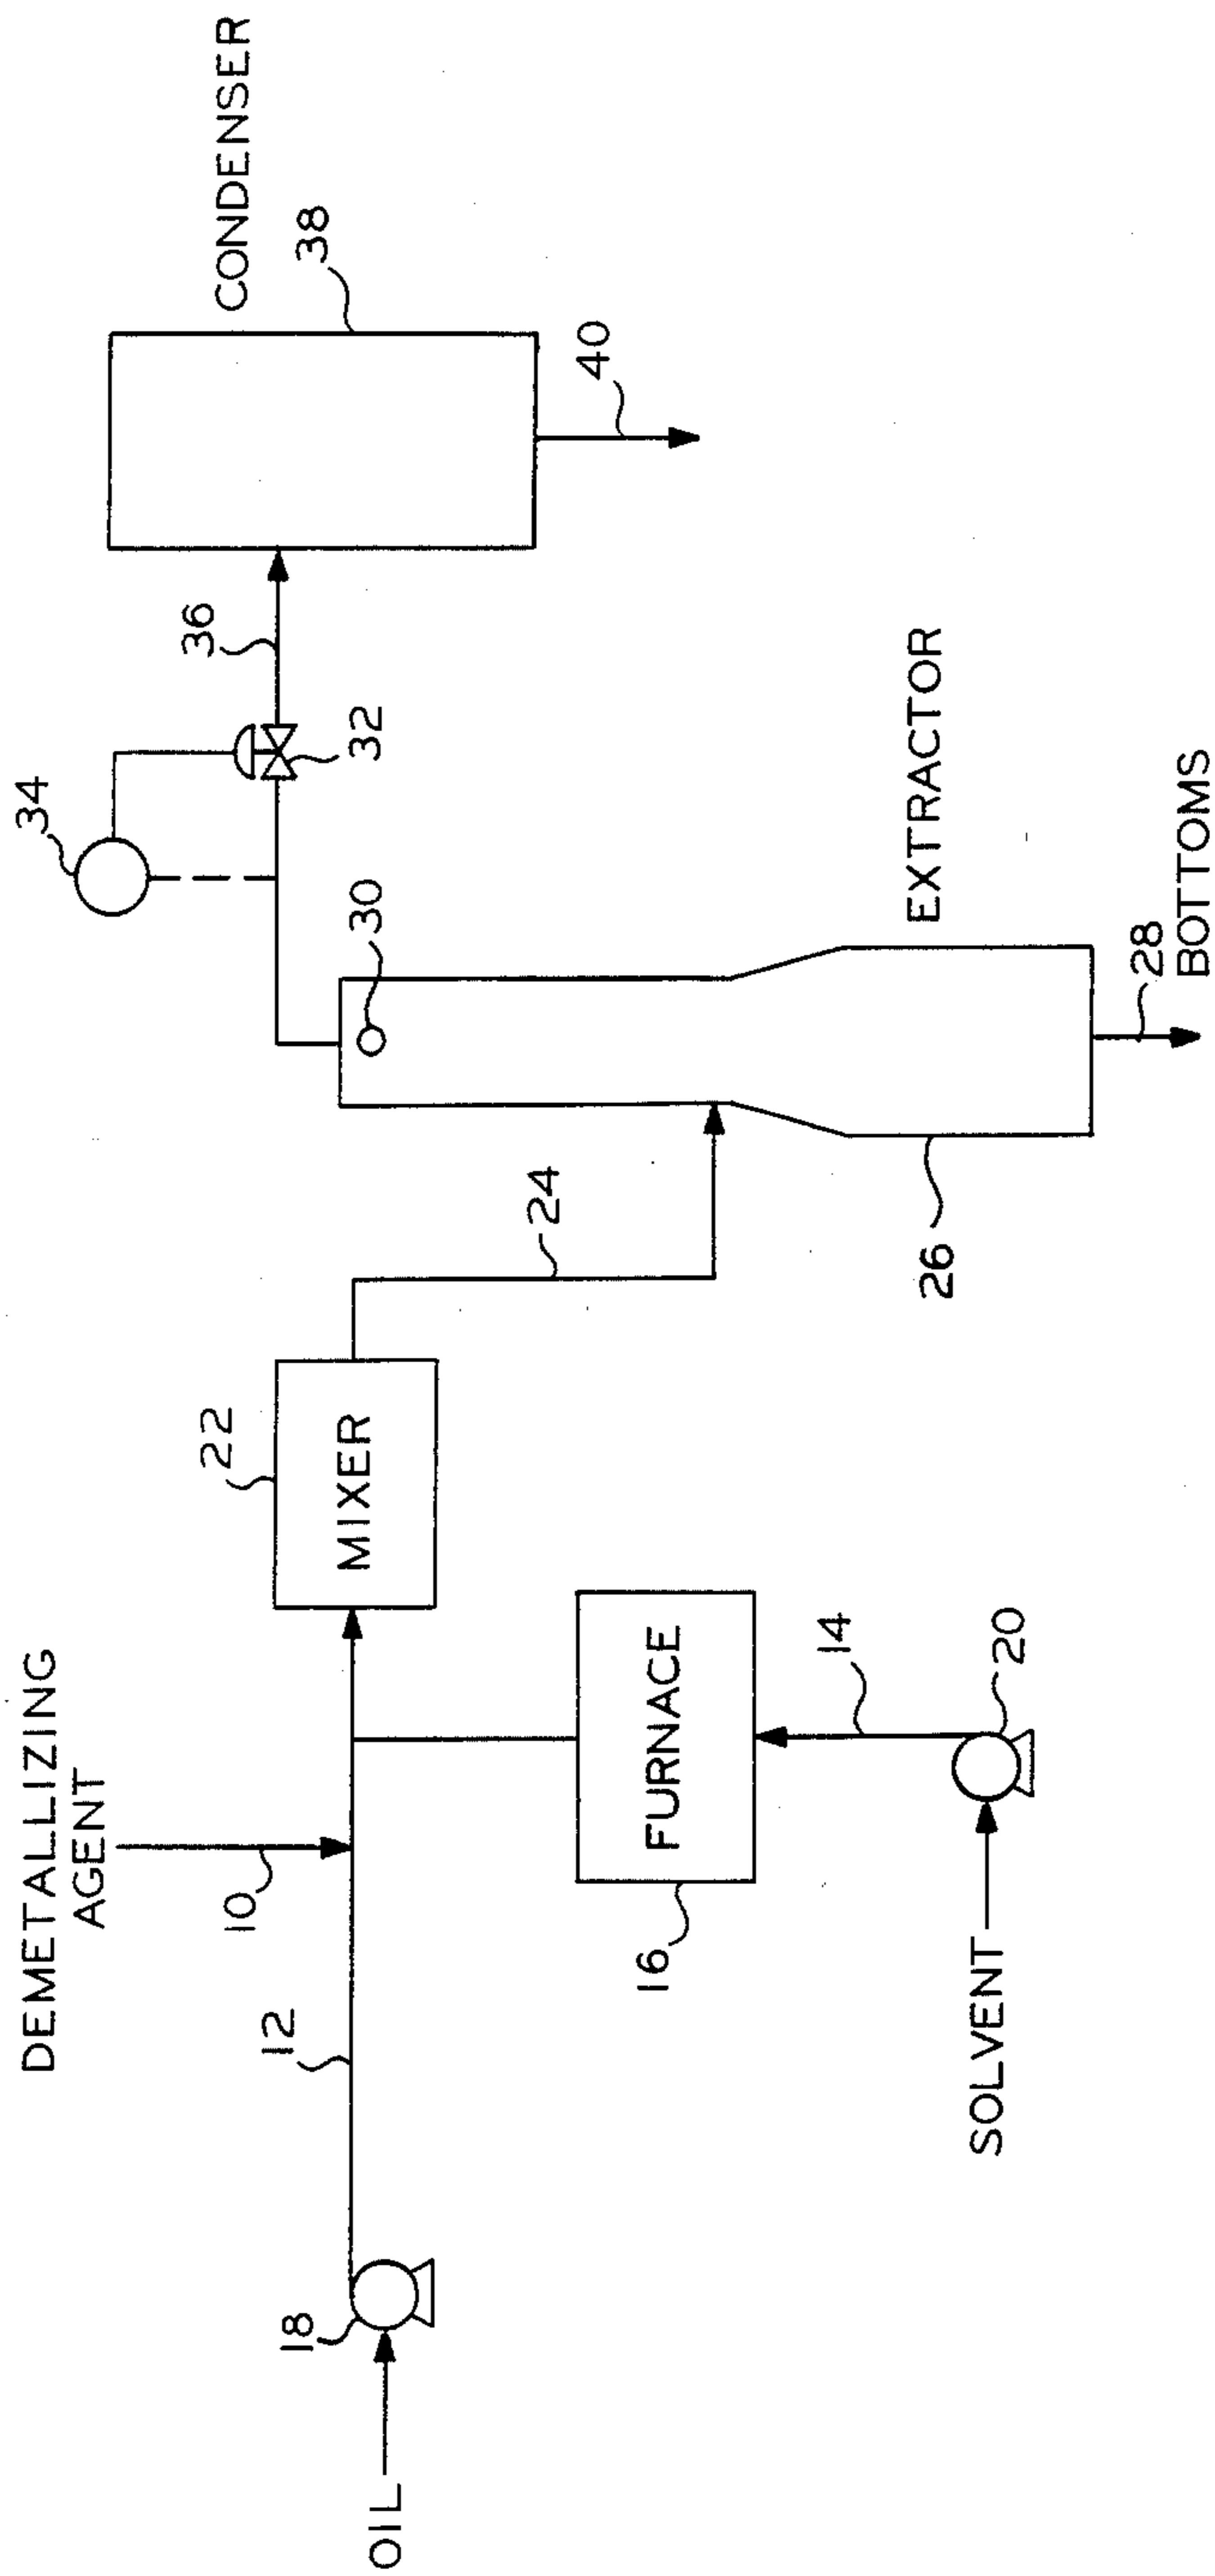 DEMETALLIZING
AGENT
10
OIL
18
12
SOLVENT
20
14
16
FURNACE
22
MIXER
24
26
EXTRACTOR
28
BOTTOMS
30
34
32
36
CONDENSER
38
40